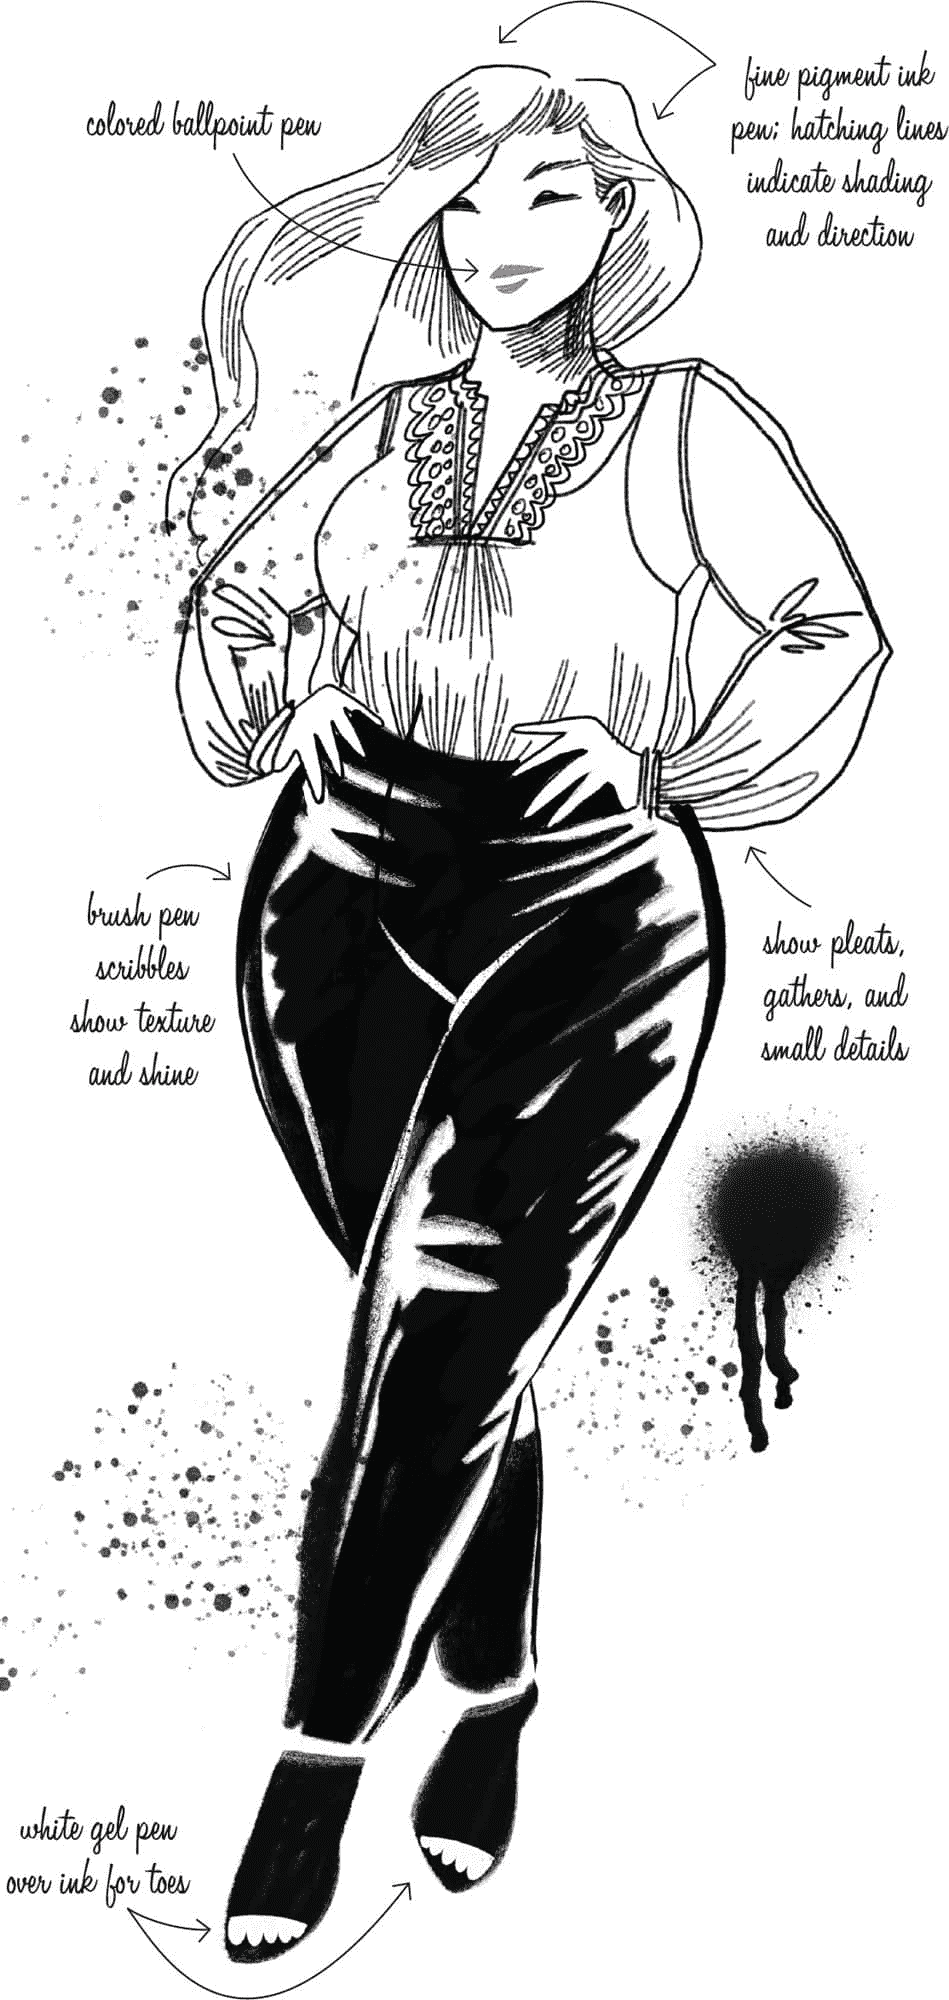 fine pigment ink
pen; hatching lines
indicate shading
and direction
colored ballpoint pen
brush pen
scribbles
show texture
and shine
show pleats,
gathers, and
small details
white gel pen
over ink for toes